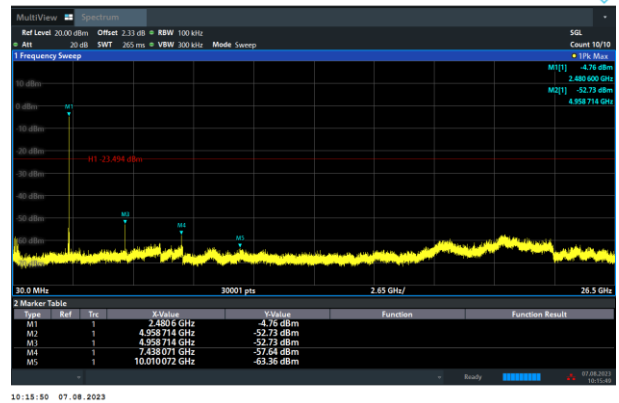 MultiView Spectrum
Ref Level 20.00 dBm Offset 2.33 dB RBW 100 kHz SGL
Att 20 dB SWT 265 ms VBW 300 kHz Mode Sweep Count 10/10
1 Frequency Sweep 1Pk Max
M1[1] -4.76 dBm
2.480 600 GHz
M2[1] -52.73 dBm
4.958 714 GHz
10 dBm
0 dBm
M1
-10 dBm
-20 dBm
H1 -23.494 dBm
-30 dBm
-40 dBm
-50 dBm
M3
M4
M5
-60 dBm
30.0 MHz 30001 pts 2.65 GHz/ 26.5 GHz
2 Marker Table
Type Ref Trc X-Value Y-Value Function Function Result
M1 1 2.4806 GHz -4.76 dBm
M2 1 4.958 714 GHz -52.73 dBm
M3 1 4.958 714 GHz -52.73 dBm
M4 1 7.438 071 GHz -57.64 dBm
M5 1 10.010 072 GHz -63.36 dBm
Ready 07.08.2023
10:15:49
10:15:50 07.08.2023